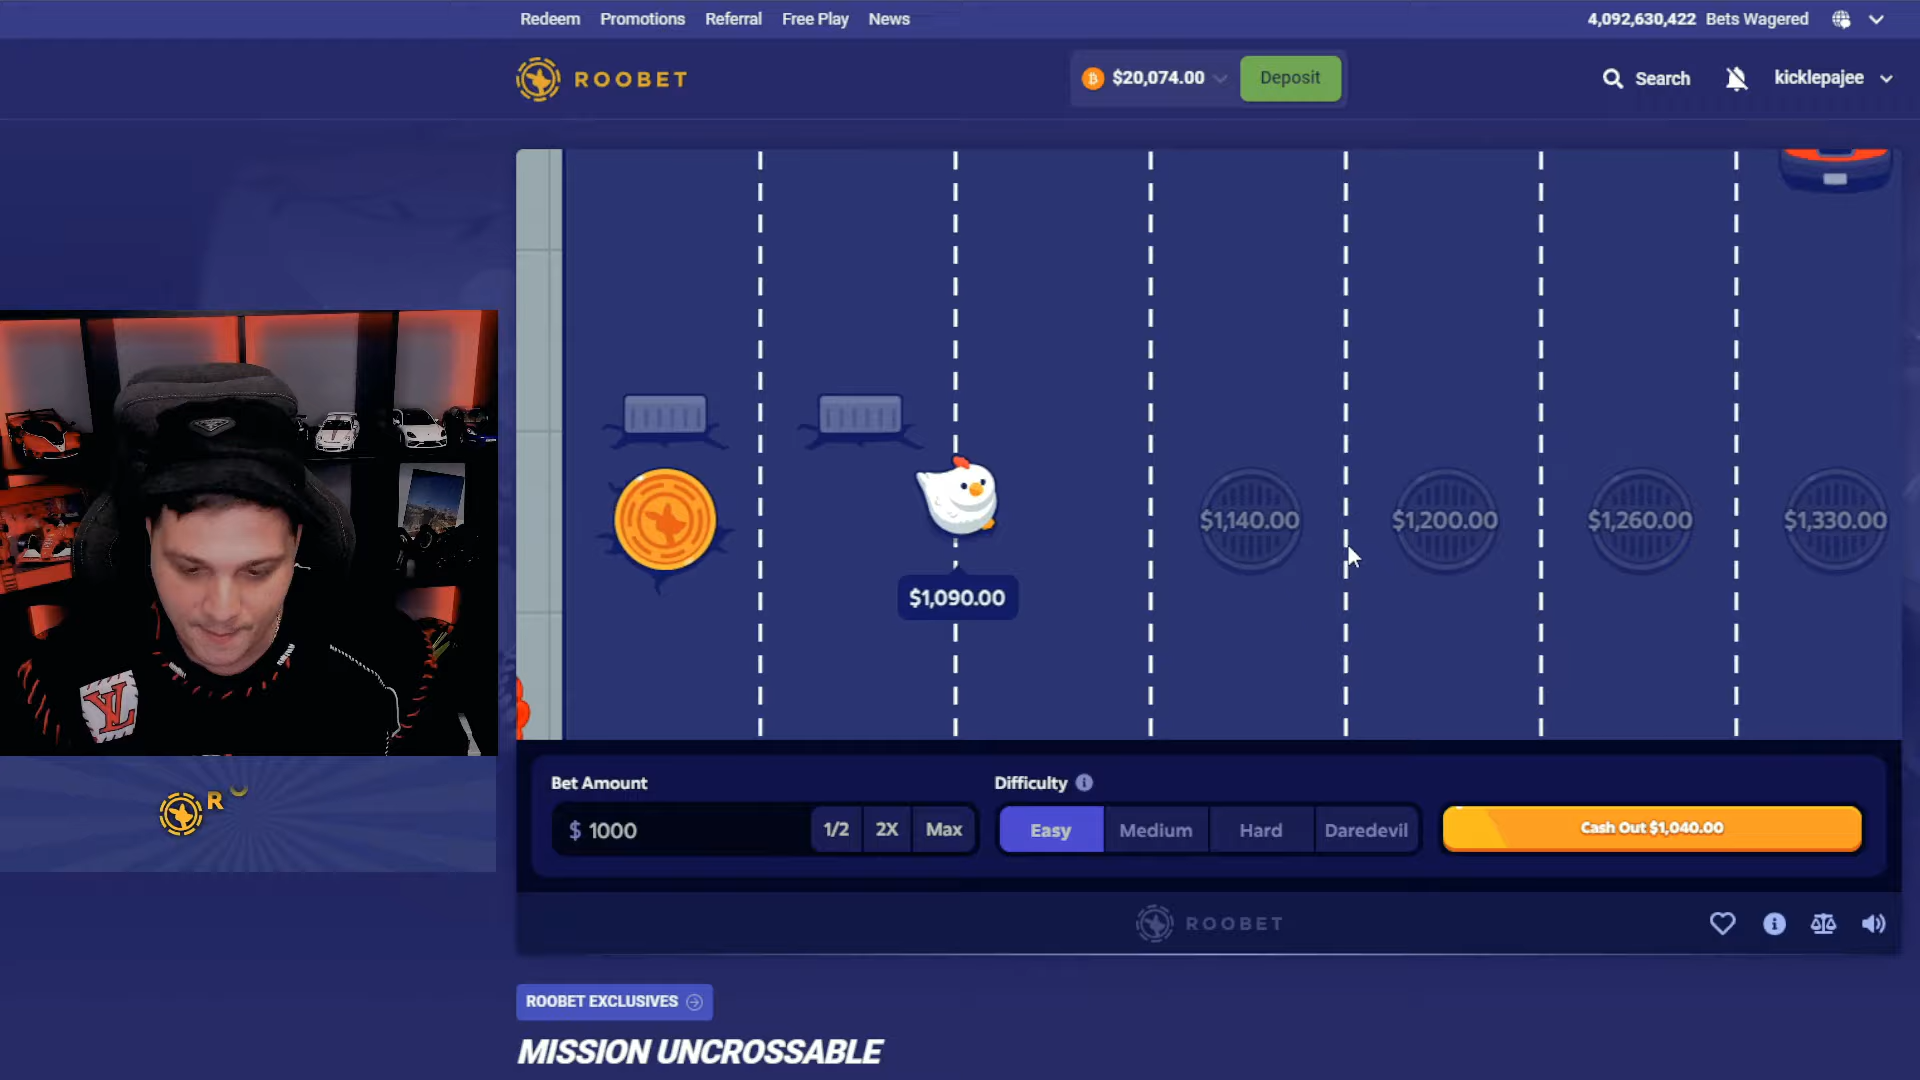 Redeem Promotions Referral Free Play News 4,092,630,422 Bets Wagered
ROOBET $20,074.00 Deposit Search kicklepajee
$1,140.00 $1,200.00 $1,260.00 $1,330.00
$1,090.00
Bet Amount Difficulty
$ 1000 1/2 2X Max Easy Medium Hard Daredevil Cash Out $1,040.00
R
ROOBET
ROOBET EXCLUSIVES
MISSION UNCROSSABLE